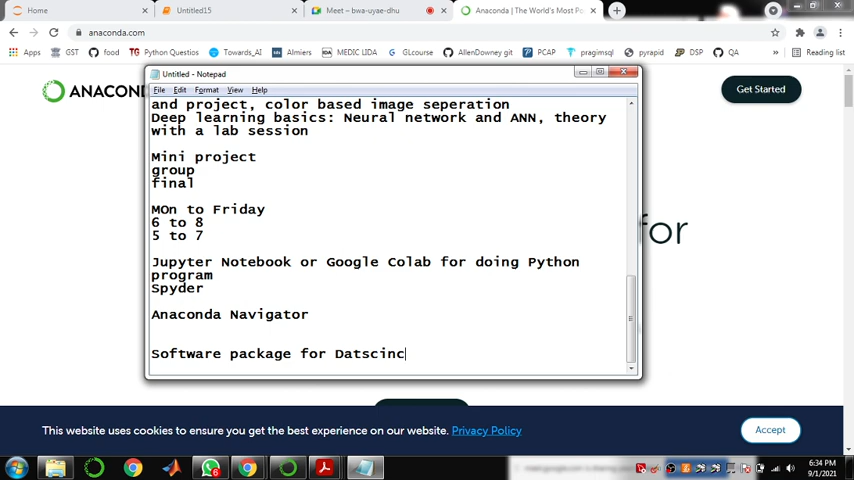 Home
Untitled15
Meet – bwa-uyae-dhu
Anaconda | The World's Most Po
anaconda.com
Apps
GST
food
Python Questios
Towards_AI
Almiers
MEDIC LIDA
GLcourse
AllenDowney git
PCAP
pragimsql
pyrapid
DSP
QA
»
Reading list
Untitled - Notepad
File Edit Format View Help
ANACON
Get Started
for
and project, color based image seperation
Deep learning basics: Neural network and ANN, theory
with a lab session
Mini project
group
final
MOn to Friday
6 to 8
5 to 7
Jupyter Notebook or Google Colab for doing Python
program
Spyder
Anaconda Navigator
Software package for Datscinc
This website uses cookies to ensure you get the best experience on our website. Privacy Policy
Accept
6:34 PM
9/1/2021